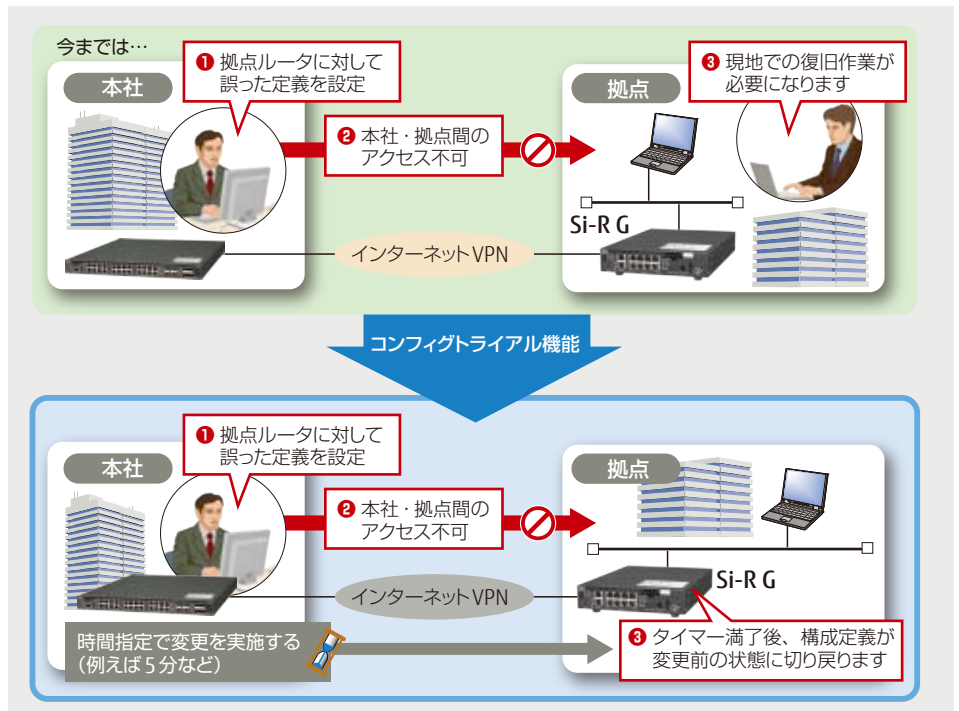 今までは…
本社
❶ 拠点ルータに対して
誤った定義を設定
❷ 本社・拠点間の
アクセス不可
拠点
❸ 現地での復旧作業が
必要になります
Si-R G
インターネット VPN
コンフィグトライアル機能
本社
❶ 拠点ルータに対して
誤った定義を設定
❷ 本社・拠点間の
アクセス不可
拠点
Si-R G
インターネット VPN
時間指定で変更を実施する
(例えば5分など)
❸ タイマー満了後、構成定義が
変更前の状態に切り戻ります